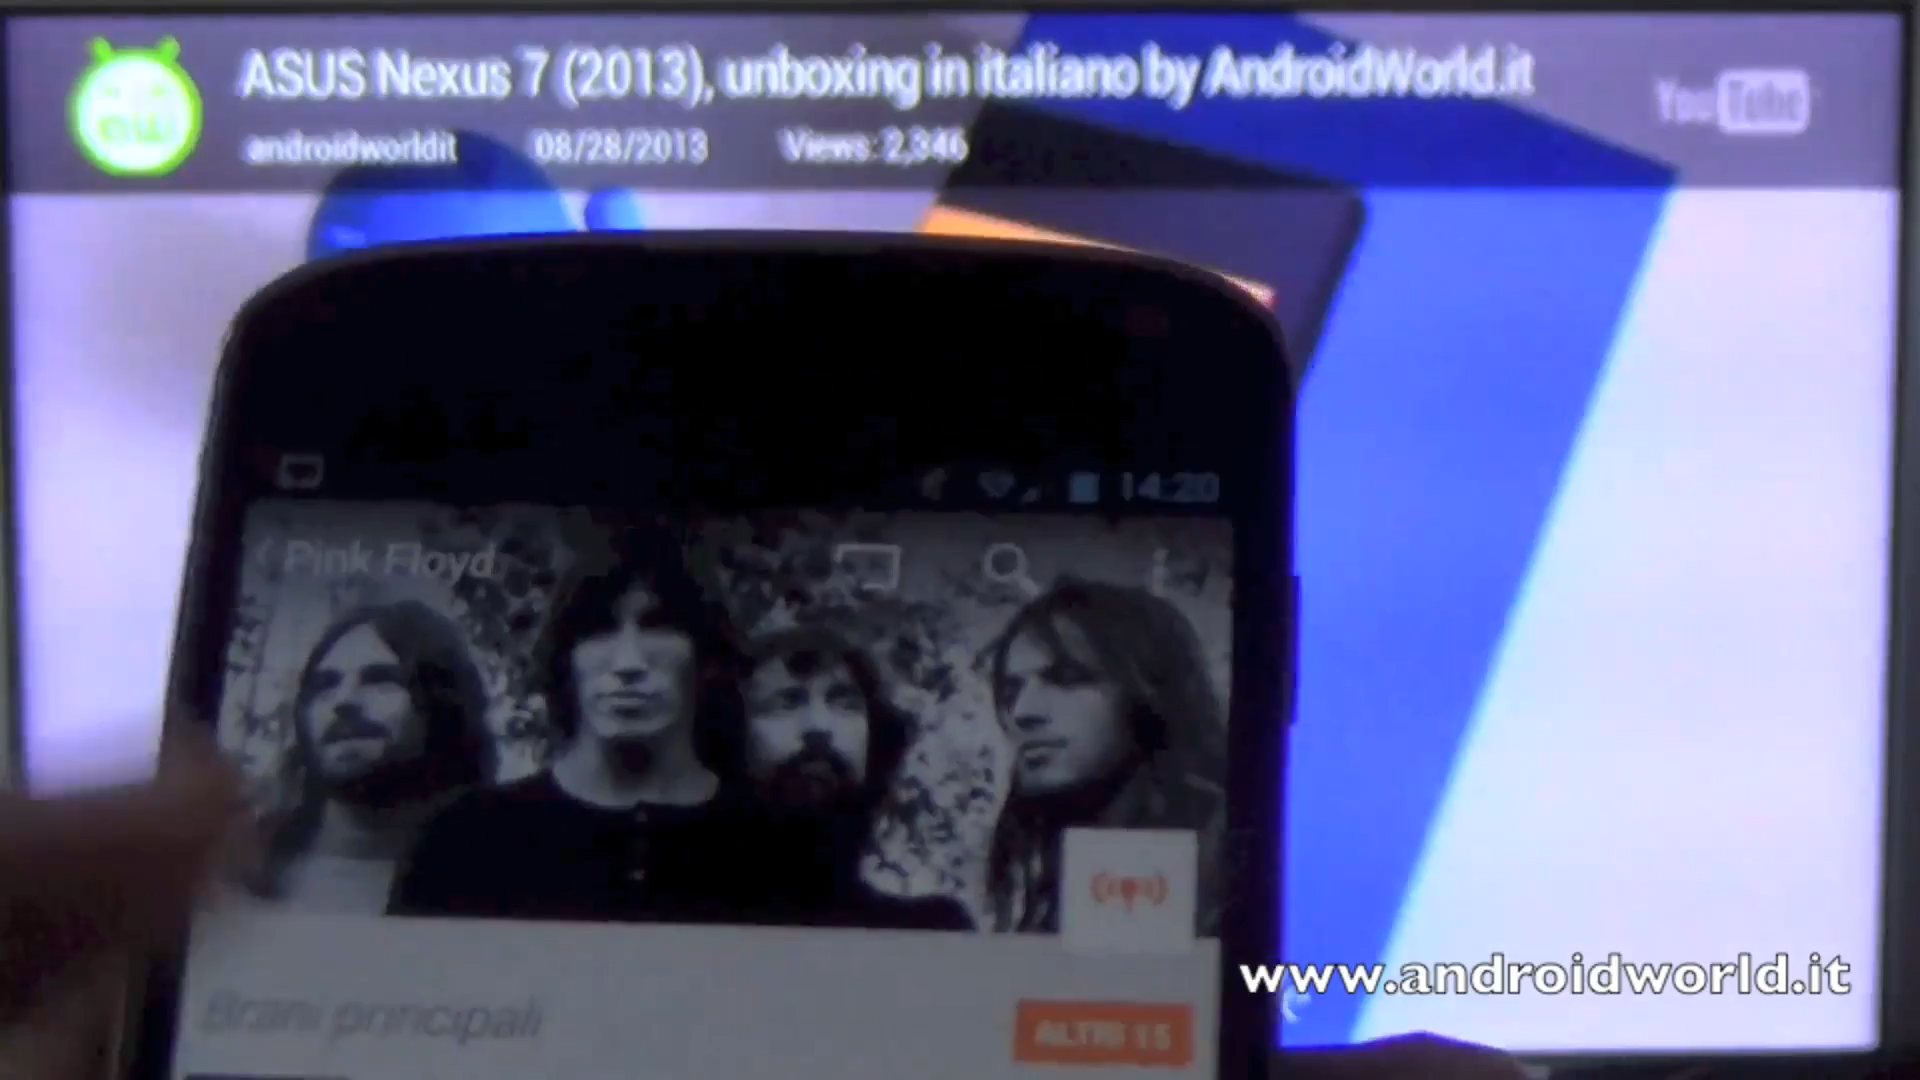 ASUS Nexus 7 (2013), unboxing in italiano by AndroidWorld.it
YouTube
androidworldit 08/28/2013 Views: 2,346
14:20
Pink Floyd
www.androidworld.it
Brani principali
ALTRI 15